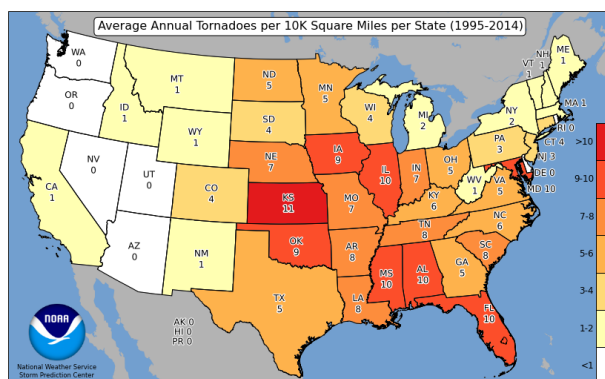 Average Annual Tornadoes per 10K Square Miles per State (1995-2014)
WA
0
OR
0
CA
1
NV
0
ID
1
MT
1
WY
1
UT
0
AZ
0
CO
4
NM
1
ND
5
SD
4
NE
7
KS
11
OK
9
TX
5
MN
5
IA
9
MO
7
AR
8
LA
8
WI
4
IL
10
MI
2
IN
7
OH
5
KY
6
TN
8
MS
10
AL
10
GA
5
FL
10
SC
8
NC
6
VA
5
WV
1
PA
3
NY
2
VT
1
NH
1
ME
1
MA 1
RI 0
CT 4
NJ 3
DE 0
MD 10
AK 0
HI 0
PR 0
>10
9-10
7-8
5-6
3-4
1-2
<1
NOAA
National Weather Service
Storm Prediction Center